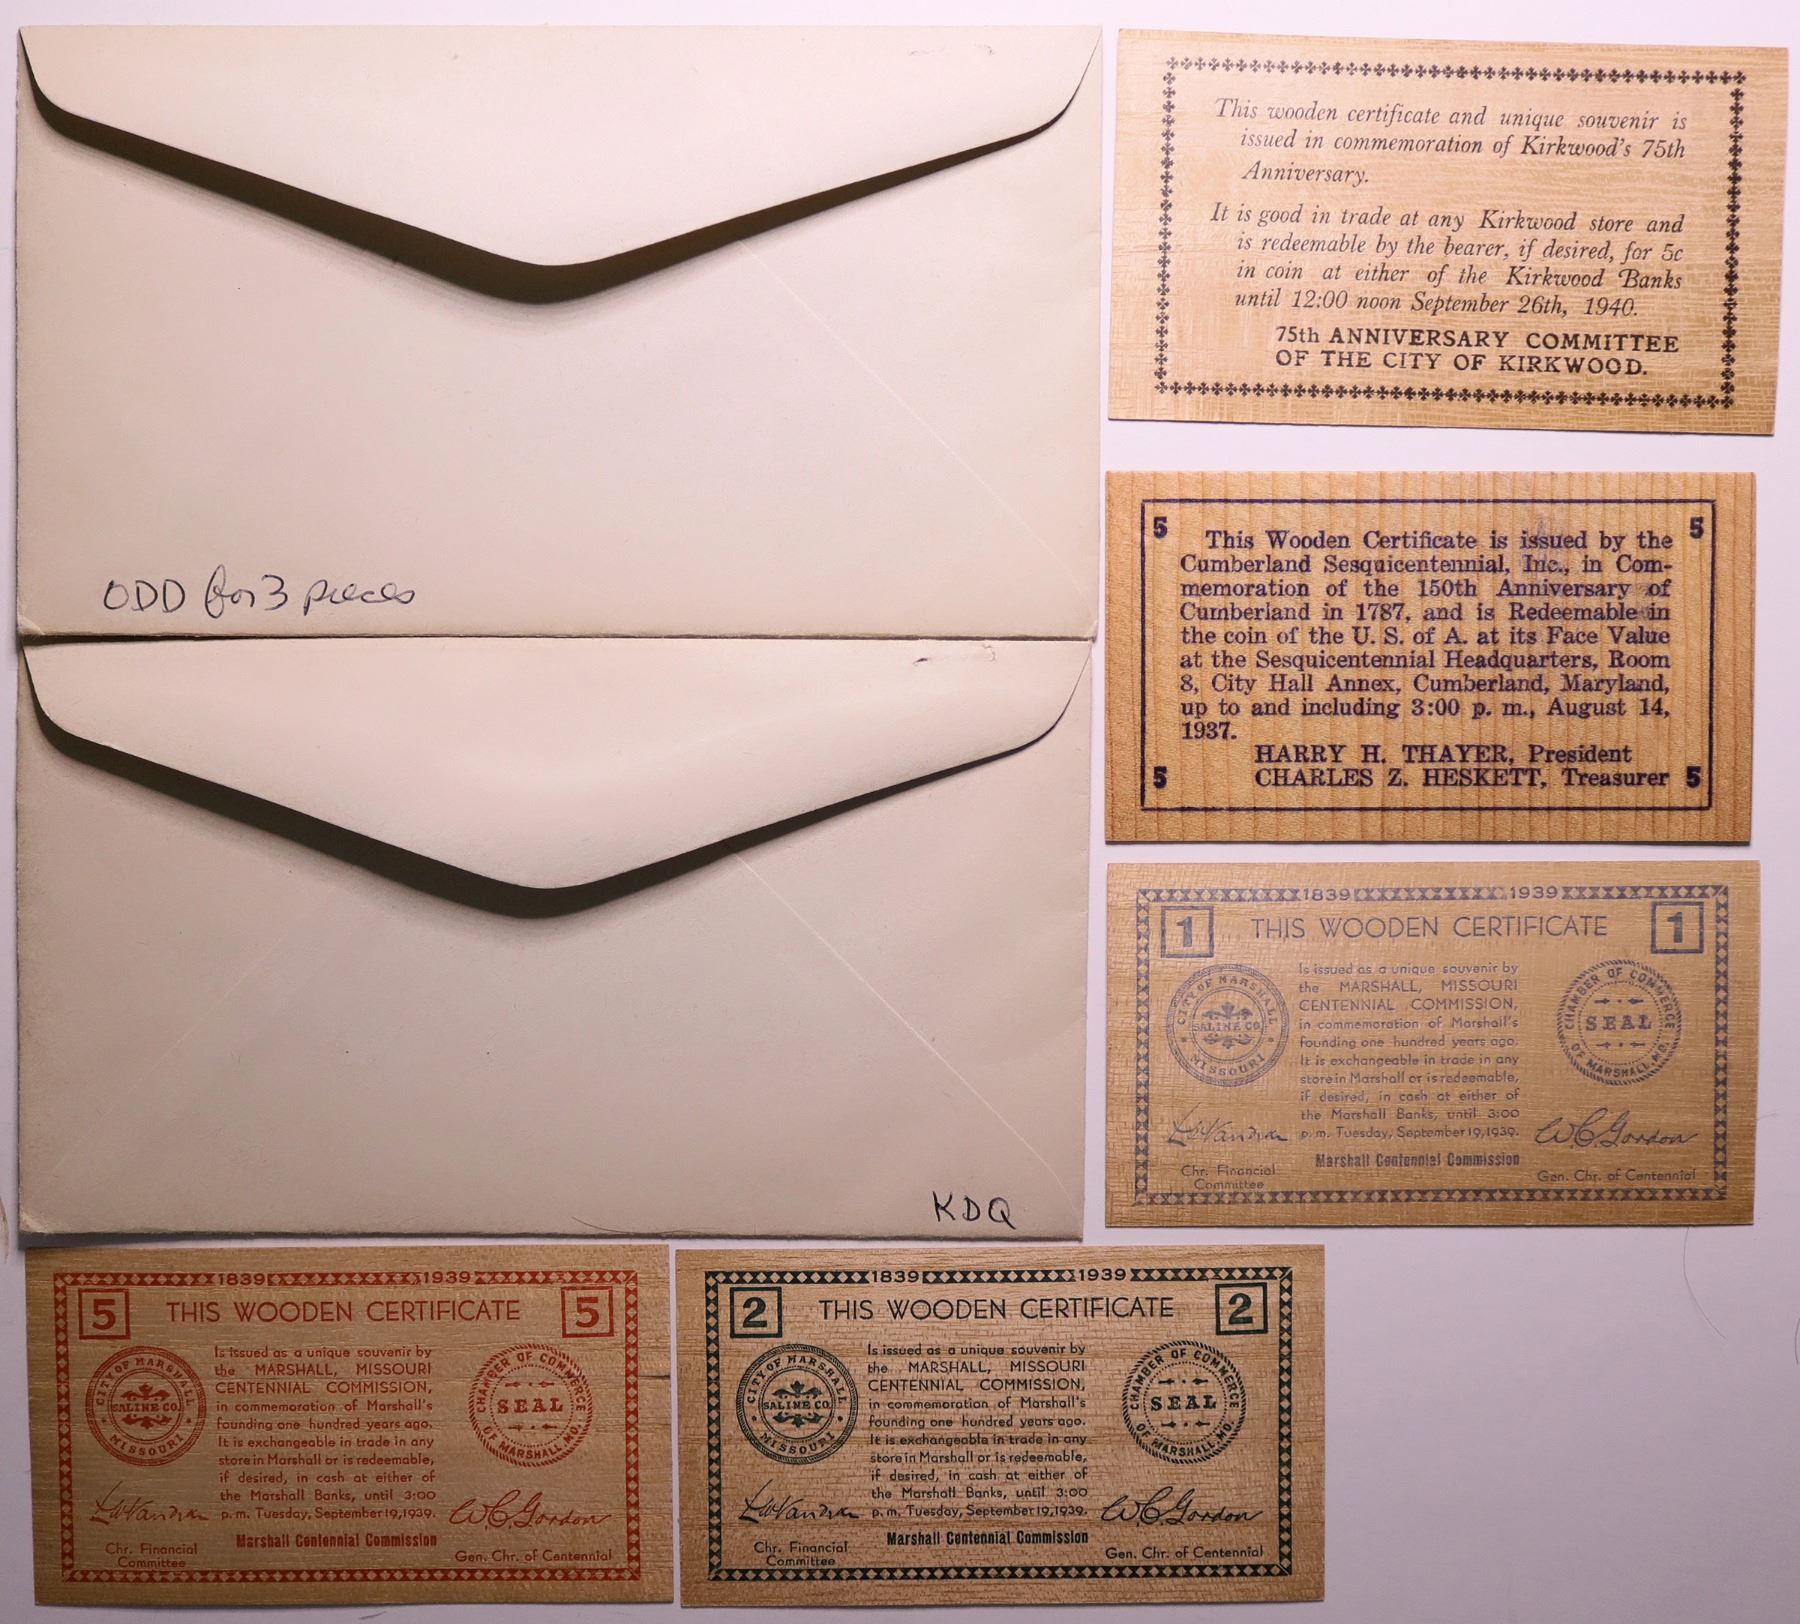 ODD for 3 pieces
KDQ
This wooden certificate and unique souvenir is
issued in commemoration of Kirkwood's 75th
Anniversary.
It is good in trade at any Kirkwood store and
is redeemable by the bearer, if desired, for 5c
in coin at either of the Kirkwood Banks
until 12:00 noon September 26th, 1940.
75th ANNIVERSARY COMMITTEE
OF THE CITY OF KIRKWOOD.
5 5
This Wooden Certificate is issued by the
Cumberland Sesquicentennial, Inc., in Com-
memoration of the 150th Anniversary of
Cumberland in 1787, and is Redeemable in
the coin of the U. S. of A. at its Face Value
at the Sesquicentennial Headquarters, Room
8, City Hall Annex, Cumberland, Maryland,
up to and including 3:00 p. m., August 14,
1937.
HARRY H. THAYER, President
CHARLES Z. HESKETT, Treasurer
5 5
1839 1939
1 THIS WOODEN CERTIFICATE 1
CITY OF MARSHALL
SALINE CO.
MISSOURI
Is issued as a unique souvenir by
the MARSHALL, MISSOURI
CENTENNIAL COMMISSION,
in commemoration of Marshall's
founding one hundred years ago.
It is exchangeable in trade in any
store in Marshall or is redeemable,
if desired, in cash at either of
the Marshall Banks, until 3:00
p. m. Tuesday, September 19, 1939.
Marshall Centennial Commission
CHAMBER OF COMMERCE
SEAL
OF MARSHALL, MO.
Chr. Financial
Committee
W.C. Gordon
Gen. Chr. of Centennial
1839 1939
5 THIS WOODEN CERTIFICATE 5
CITY OF MARSHALL
SALINE CO.
MISSOURI
Is issued as a unique souvenir by
the MARSHALL, MISSOURI
CENTENNIAL COMMISSION,
in commemoration of Marshall's
founding one hundred years ago.
It is exchangeable in trade in any
store in Marshall or is redeemable,
if desired, in cash at either of
the Marshall Banks, until 3:00
p. m. Tuesday, September 19, 1939.
Marshall Centennial Commission
CHAMBER OF COMMERCE
SEAL
OF MARSHALL, MO.
Chr. Financial
Committee
W.C. Gordon
Gen. Chr. of Centennial
1839 1939
2 THIS WOODEN CERTIFICATE 2
CITY OF MARSHALL
SALINE CO.
MISSOURI
Is issued as a unique souvenir by
the MARSHALL, MISSOURI
CENTENNIAL COMMISSION,
in commemoration of Marshall's
founding one hundred years ago.
It is exchangeable in trade in any
store in Marshall or is redeemable,
if desired, in cash at either of
the Marshall Banks, until 3:00
p. m. Tuesday, September 19, 1939.
Marshall Centennial Commission
CHAMBER OF COMMERCE
SEAL
OF MARSHALL, MO.
Chr. Financial
Committee
W.C. Gordon
Gen. Chr. of Centennial